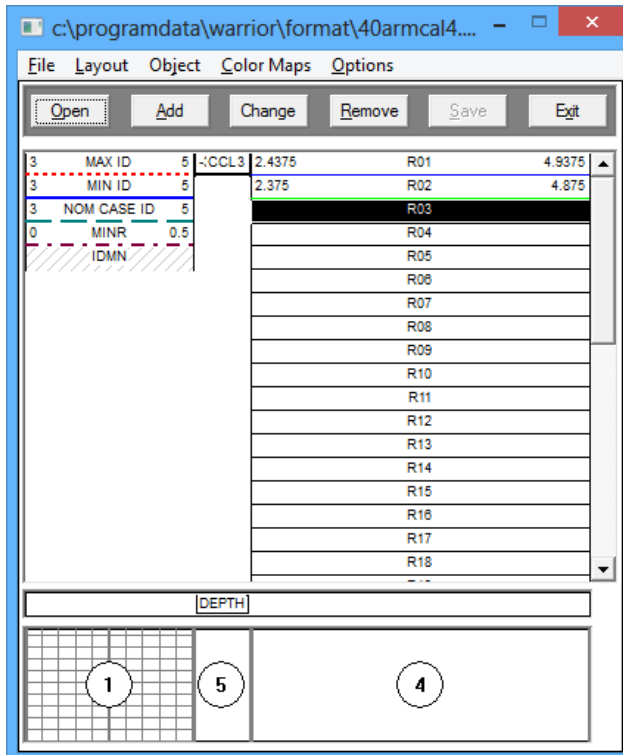 c:\programdata\warrior\format\40armcal4....
File Layout Object Color Maps Options
Open Add Change Remove Save Exit
3 MAX ID 5 2.4375 R01 4.9375
3 MIN ID 5 2.375 R02 4.875
3 NOM CASE ID 5 R03
0 MINR 0.5 R04
IDMN R05
R06
R07
R08
R09
R10
R11
R12
R13
R14
R15
R16
R17
R18
DEPTH
1 5 4